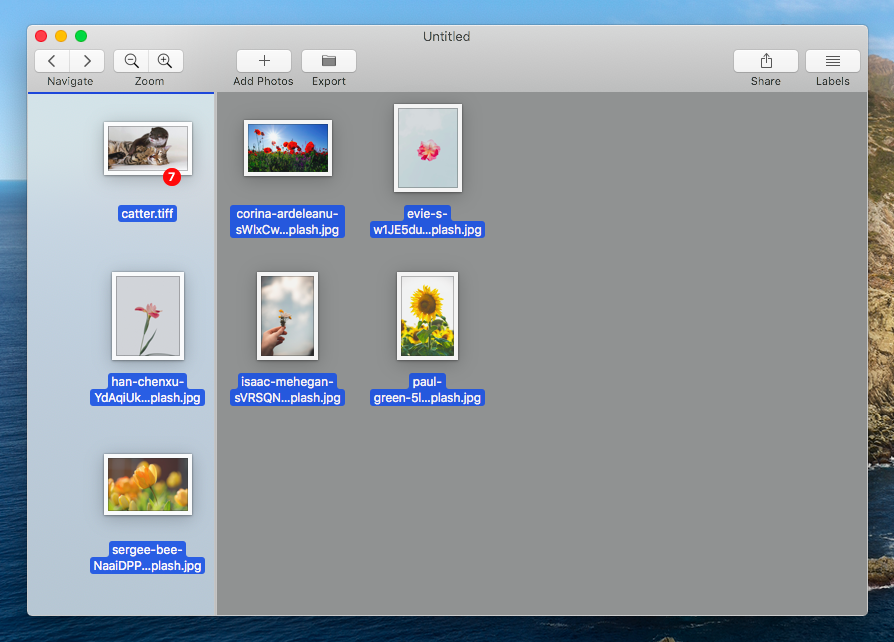 Untitled
Navigate
Zoom
Add Photos
Export
Share
Labels
7
catter.tiff
corina-ardeleanu-
sWlxCw...plash.jpg
evie-s-
w1JE5du...plash.jpg
han-chenxu-
YdAqiUk...plash.jpg
isaac-mehegan-
sVRSQN...plash.jpg
paul-
green-5l...plash.jpg
sergee-bee-
NaaiDPP...plash.jpg